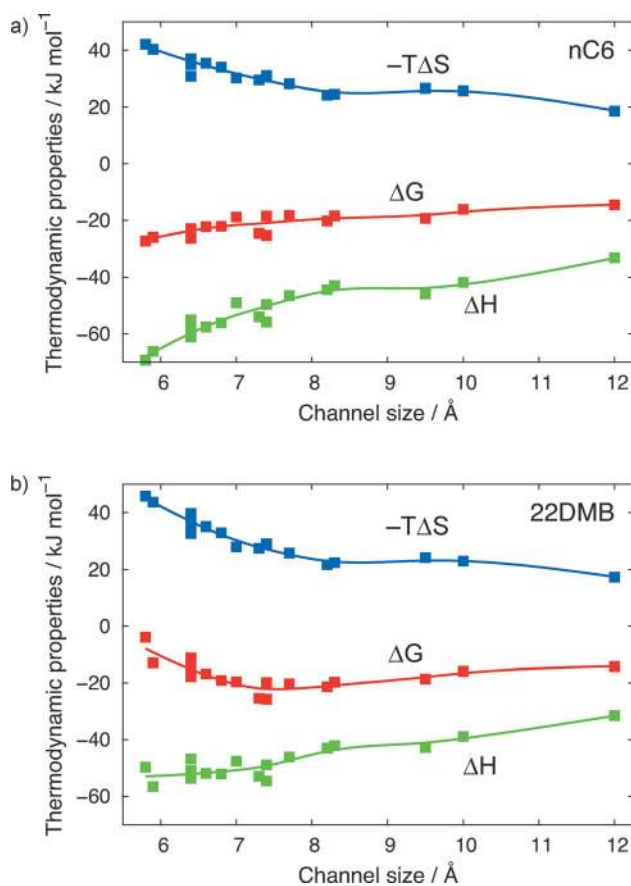 a)
Thermodynamic properties / kJ mol⁻¹
40
20
0
−20
−40
−60
nC6
−TΔS
ΔG
ΔH
6 7 8 9 10 11 12
Channel size / Å
b)
Thermodynamic properties / kJ mol⁻¹
40
20
0
−20
−40
−60
22DMB
−TΔS
ΔG
ΔH
6 7 8 9 10 11 12
Channel size / Å